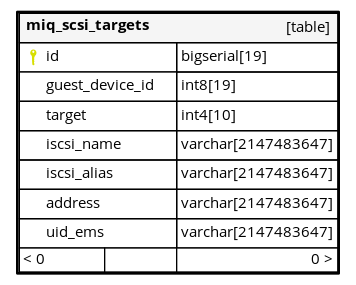 miq_scsi_targets [table]
id bigserial[19]
guest_device_id int8[19]
target int4[10]
iscsi_name varchar[2147483647]
iscsi_alias varchar[2147483647]
address varchar[2147483647]
uid_ems varchar[2147483647]
< 0 0 >